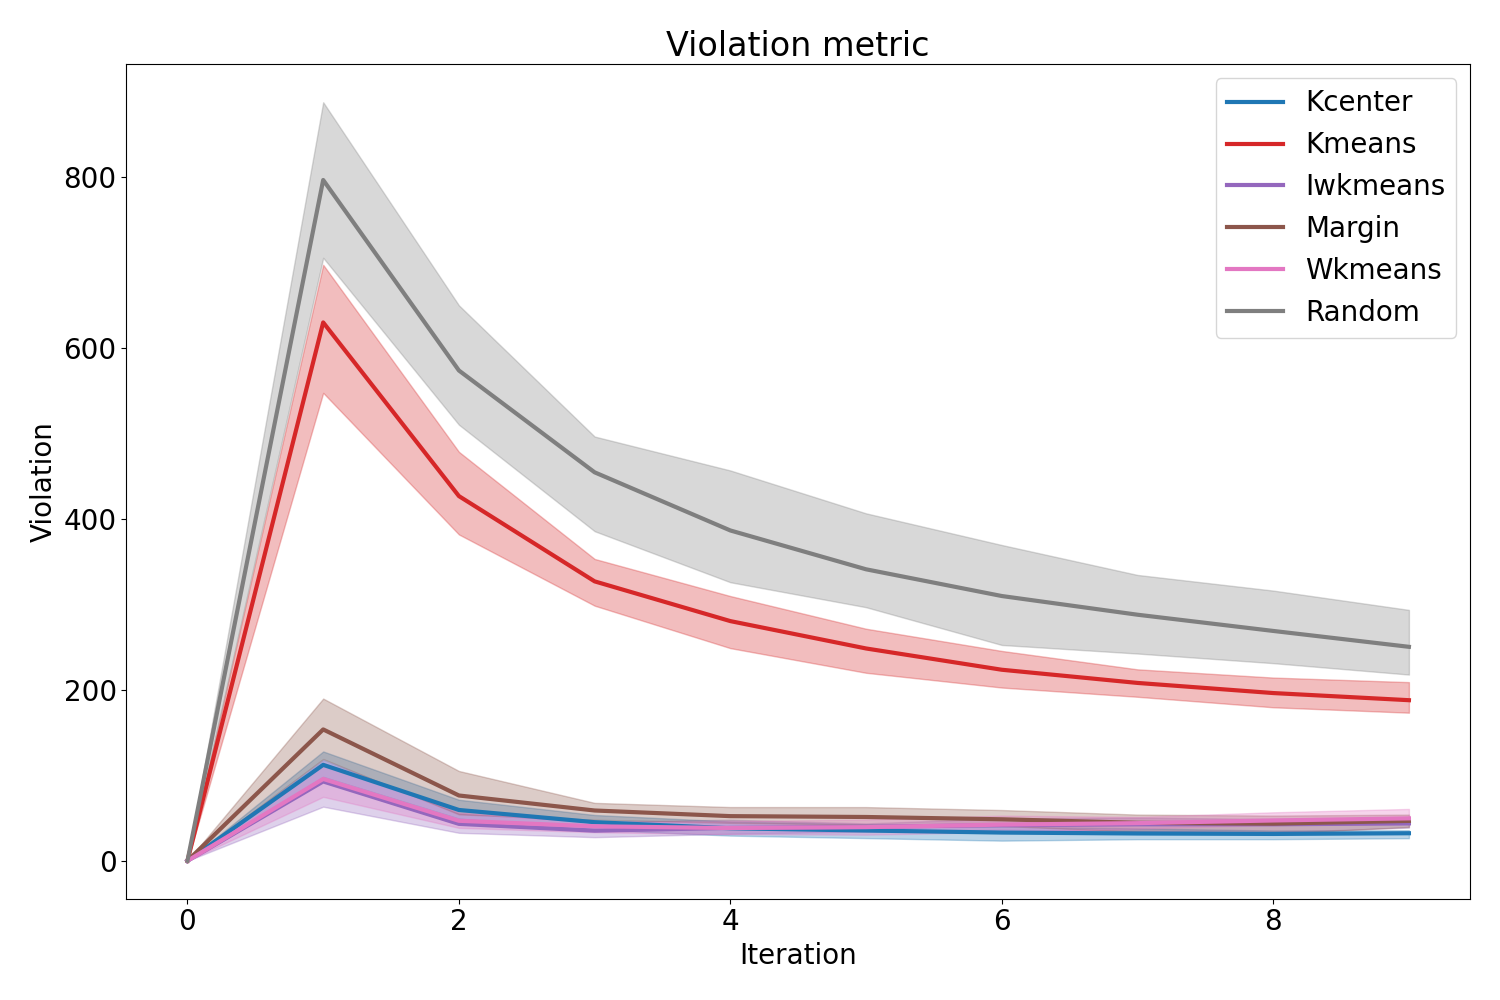 Violation metric
Kcenter
Kmeans
Iwkmeans
Margin
Wkmeans
Random
Violation
800
600
400
200
0
0 2 4 6 8
Iteration